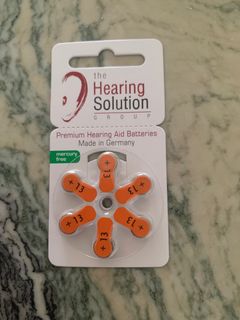 the
Hearing
Solution
GROUP
Premium Hearing Aid Batteries
Made in Germany
mercury
free
+ 13
+ 13
+ 13
+ 13
+ 13
+ 13